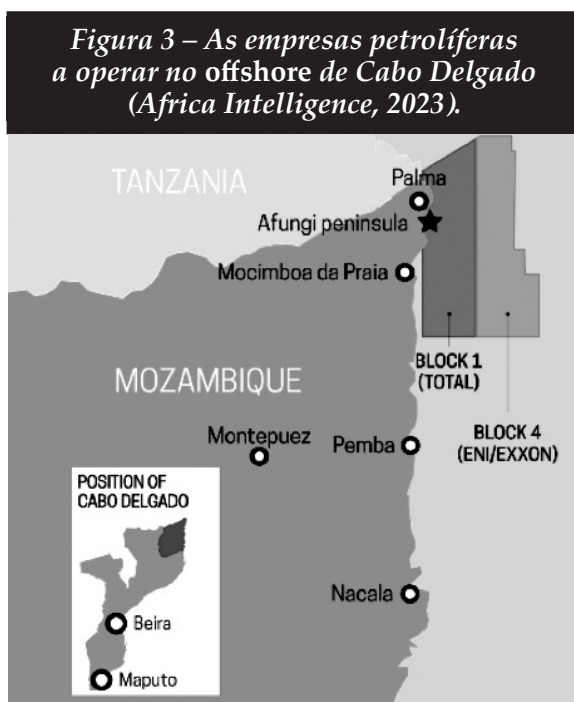 Figura 3 – As empresas petrolíferas
a operar no offshore de Cabo Delgado
(Africa Intelligence, 2023).
TANZANIA
Palma
Afungi peninsula
Mocimboa da Praia
BLOCK 1
(TOTAL)
MOZAMBIQUE
BLOCK 4
(ENI/EXXON)
Montepuez
Pemba
POSITION OF
CABO DELGADO
Nacala
Beira
Maputo